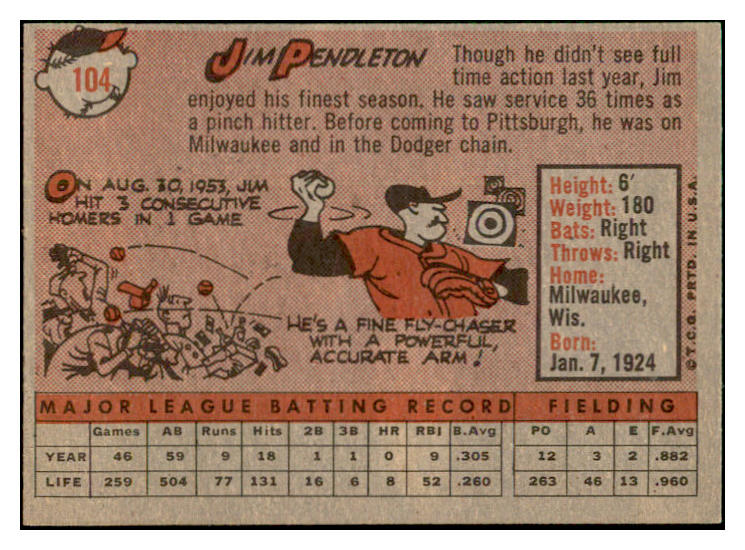 104
JIM PENDLETON
Though he didn't see full
time action last year, Jim
enjoyed his finest season. He saw service 36 times as
a pinch hitter. Before coming to Pittsburgh, he was on
Milwaukee and in the Dodger chain.
ON AUG. 30, 1953, JIM
HIT 3 CONSECUTIVE
HOMERS IN 1 GAME
HE'S A FINE FLY-CHASER
WITH A POWERFUL,
ACCURATE ARM!
Height: 6'
Weight: 180
Bats: Right
Throws: Right
Home:
Milwaukee,
Wis.
Born:
Jan. 7, 1924
©T.C.G. PRTD. IN U.S.A.
MAJOR LEAGUE BATTING RECORD FIELDING
Games AB Runs Hits 2B 3B HR RBI B.Avg PO A E F.Avg
YEAR 46 59 9 18 1 1 0 9 .305 12 3 2 .882
LIFE 259 504 77 131 16 6 8 52 .260 263 46 13 .960